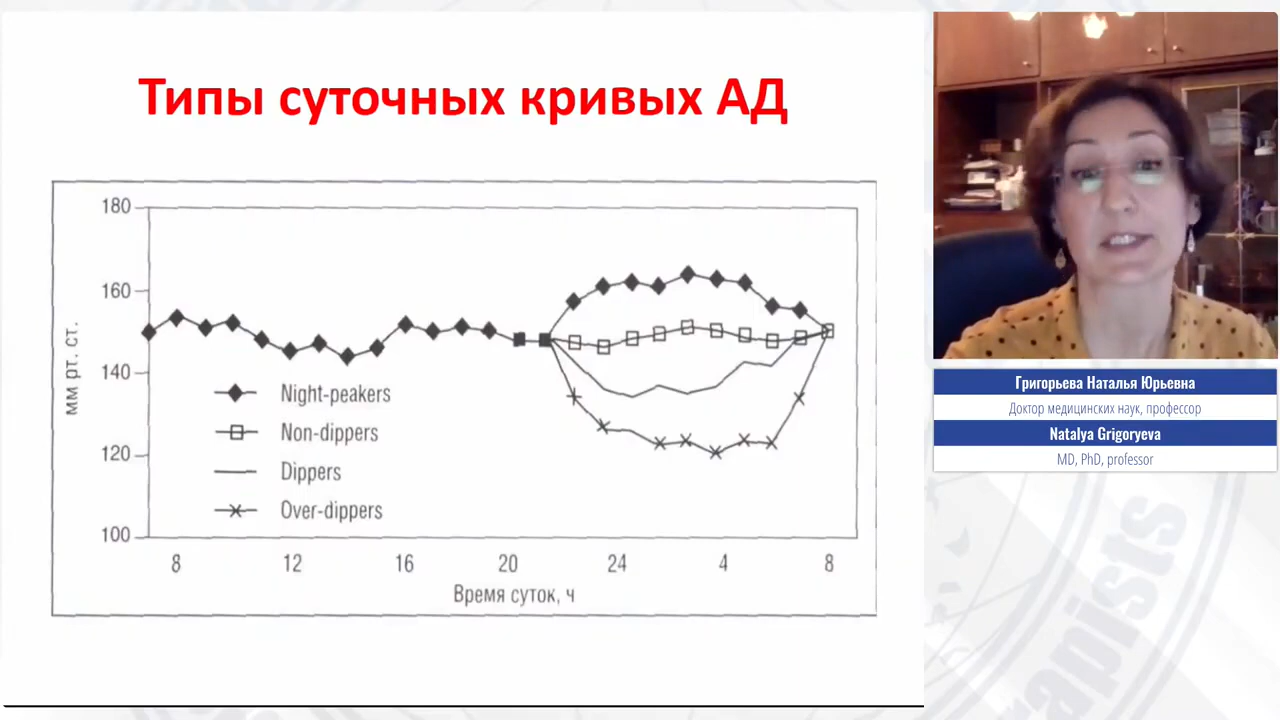 Типы суточных кривых АД
180
160
140
120
100
мм рт. ст.
Night-peakers
Non-dippers
Dippers
Over-dippers
8 12 16 20 24 4 8
Время суток, ч
Григорьева Наталья Юрьевна
Доктор медицинских наук, профессор
Natalya Grigoryeva
MD, PhD, professor
rapists